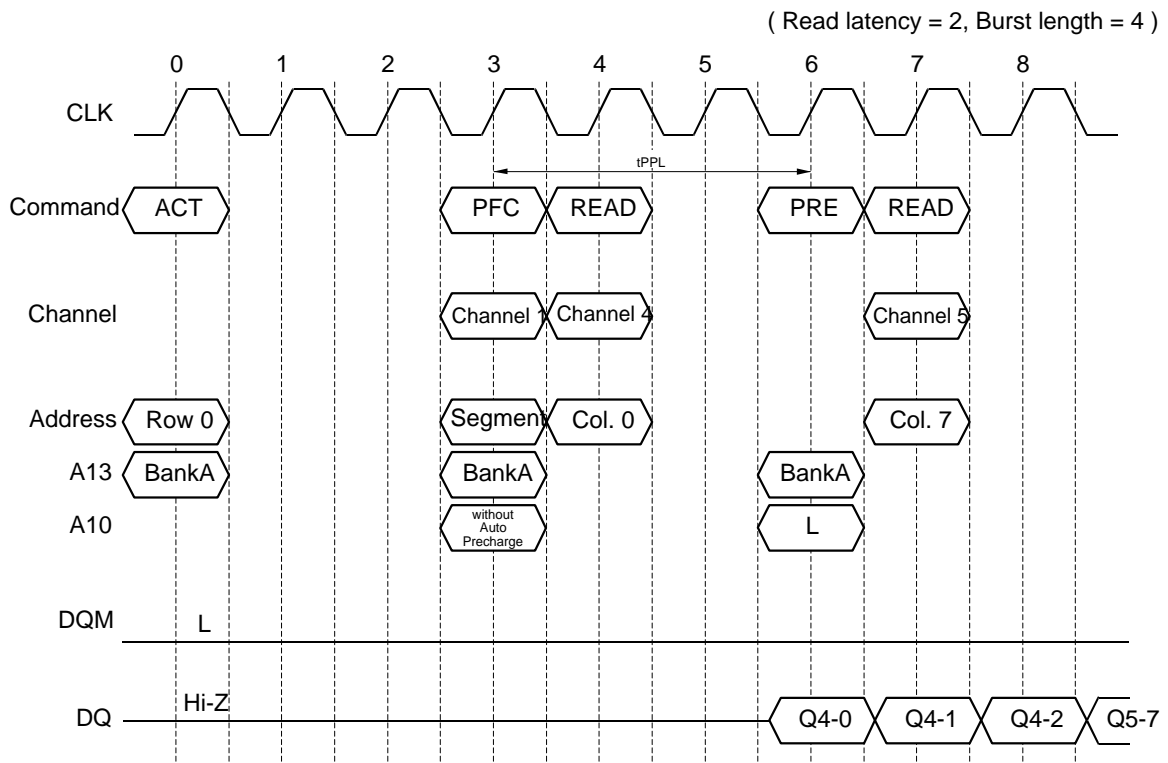 ( Read latency = 2, Burst length = 4 )
0 1 2 3 4 5 6 7 8
CLK
tPPL
Command ACT PFC READ PRE READ
Channel Channel 1 Channel 4 Channel 5
Address Row 0 Segment Col. 0 Col. 7
A13 BankA BankA BankA
A10 without Auto Precharge L
DQM L
DQ Hi-Z Q4-0 Q4-1 Q4-2 Q5-7